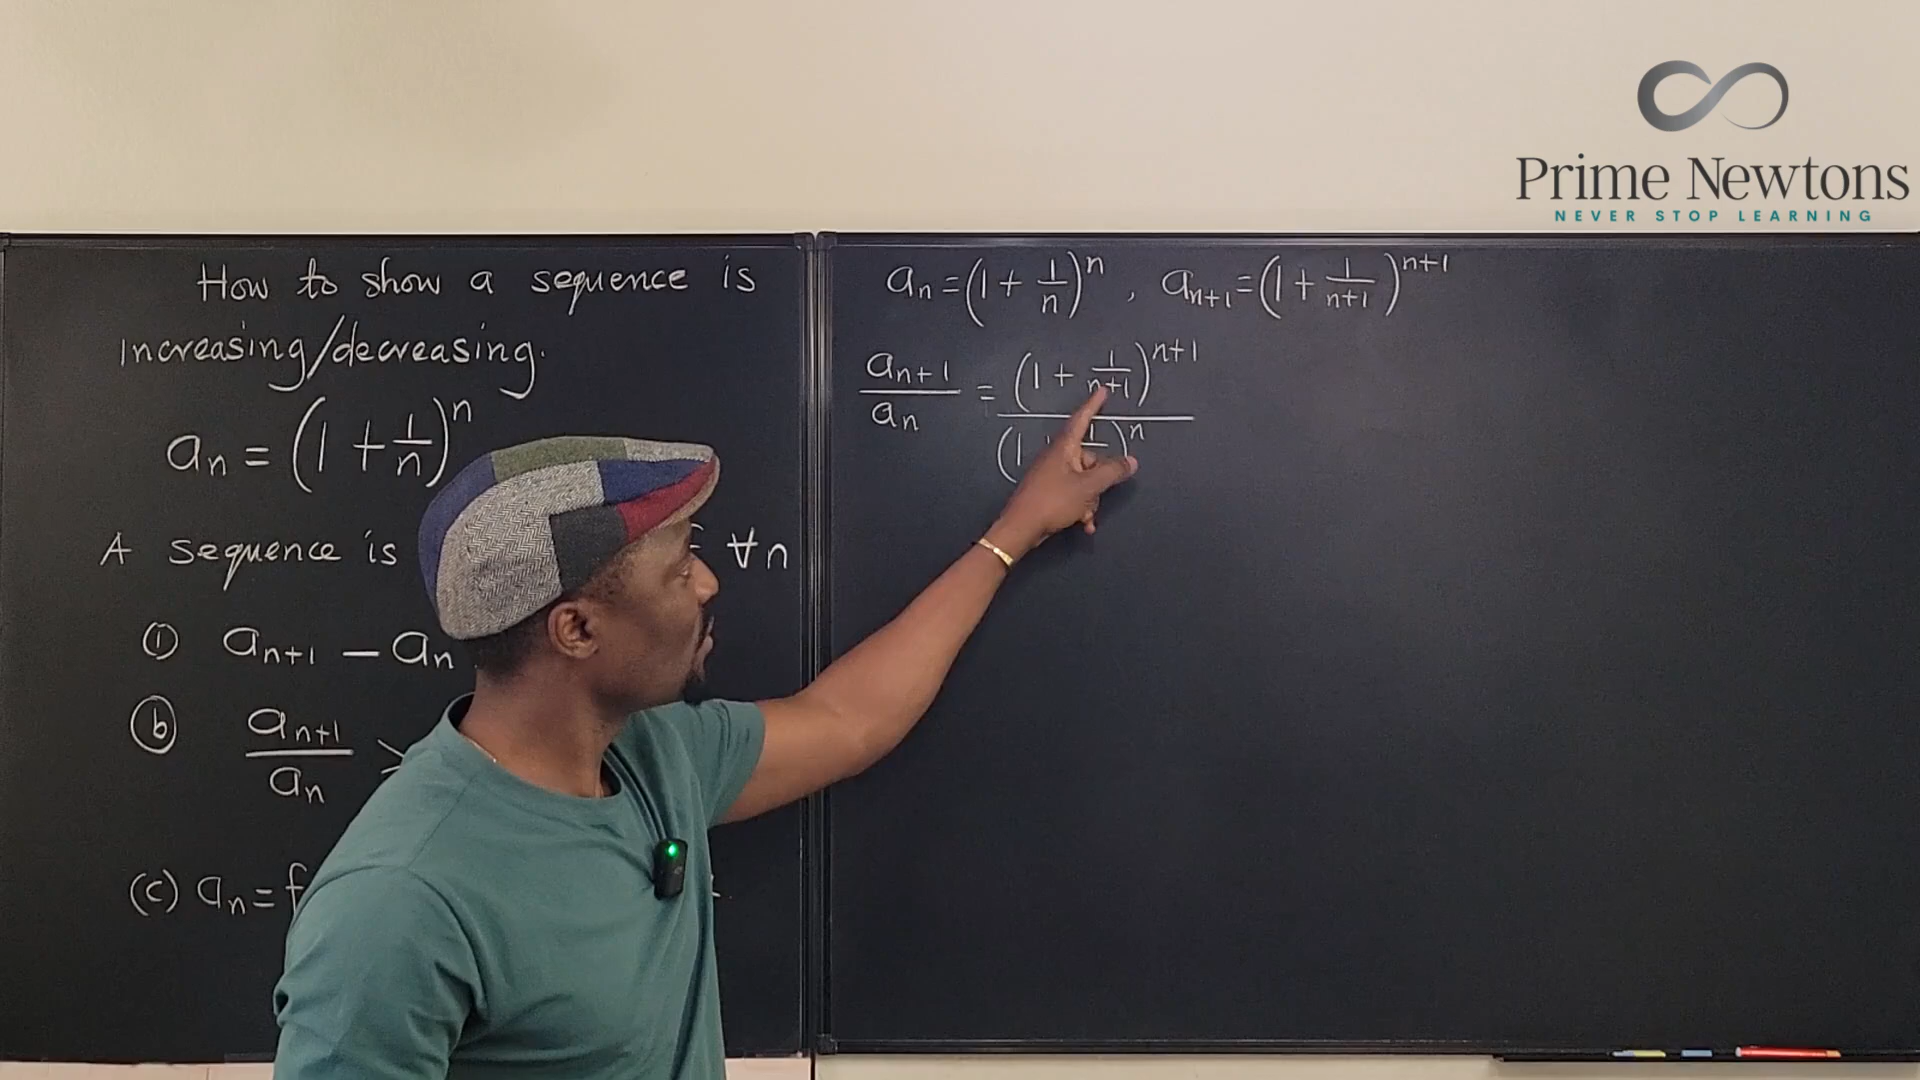 Prime Newtons
NEVER STOP LEARNING
How to show a sequence is
increasing/decreasing.
aₙ = (1 + 1/n)ⁿ
A sequence is ∀n
① aₙ₊₁ − aₙ
ⓑ aₙ₊₁/aₙ >
(c) aₙ = f
aₙ = (1 + 1/n)ⁿ , aₙ₊₁ = (1 + 1/(n+1))ⁿ⁺¹
aₙ₊₁/aₙ = (1 + 1/(n+1))ⁿ⁺¹ / (1 + 1/ )ⁿ